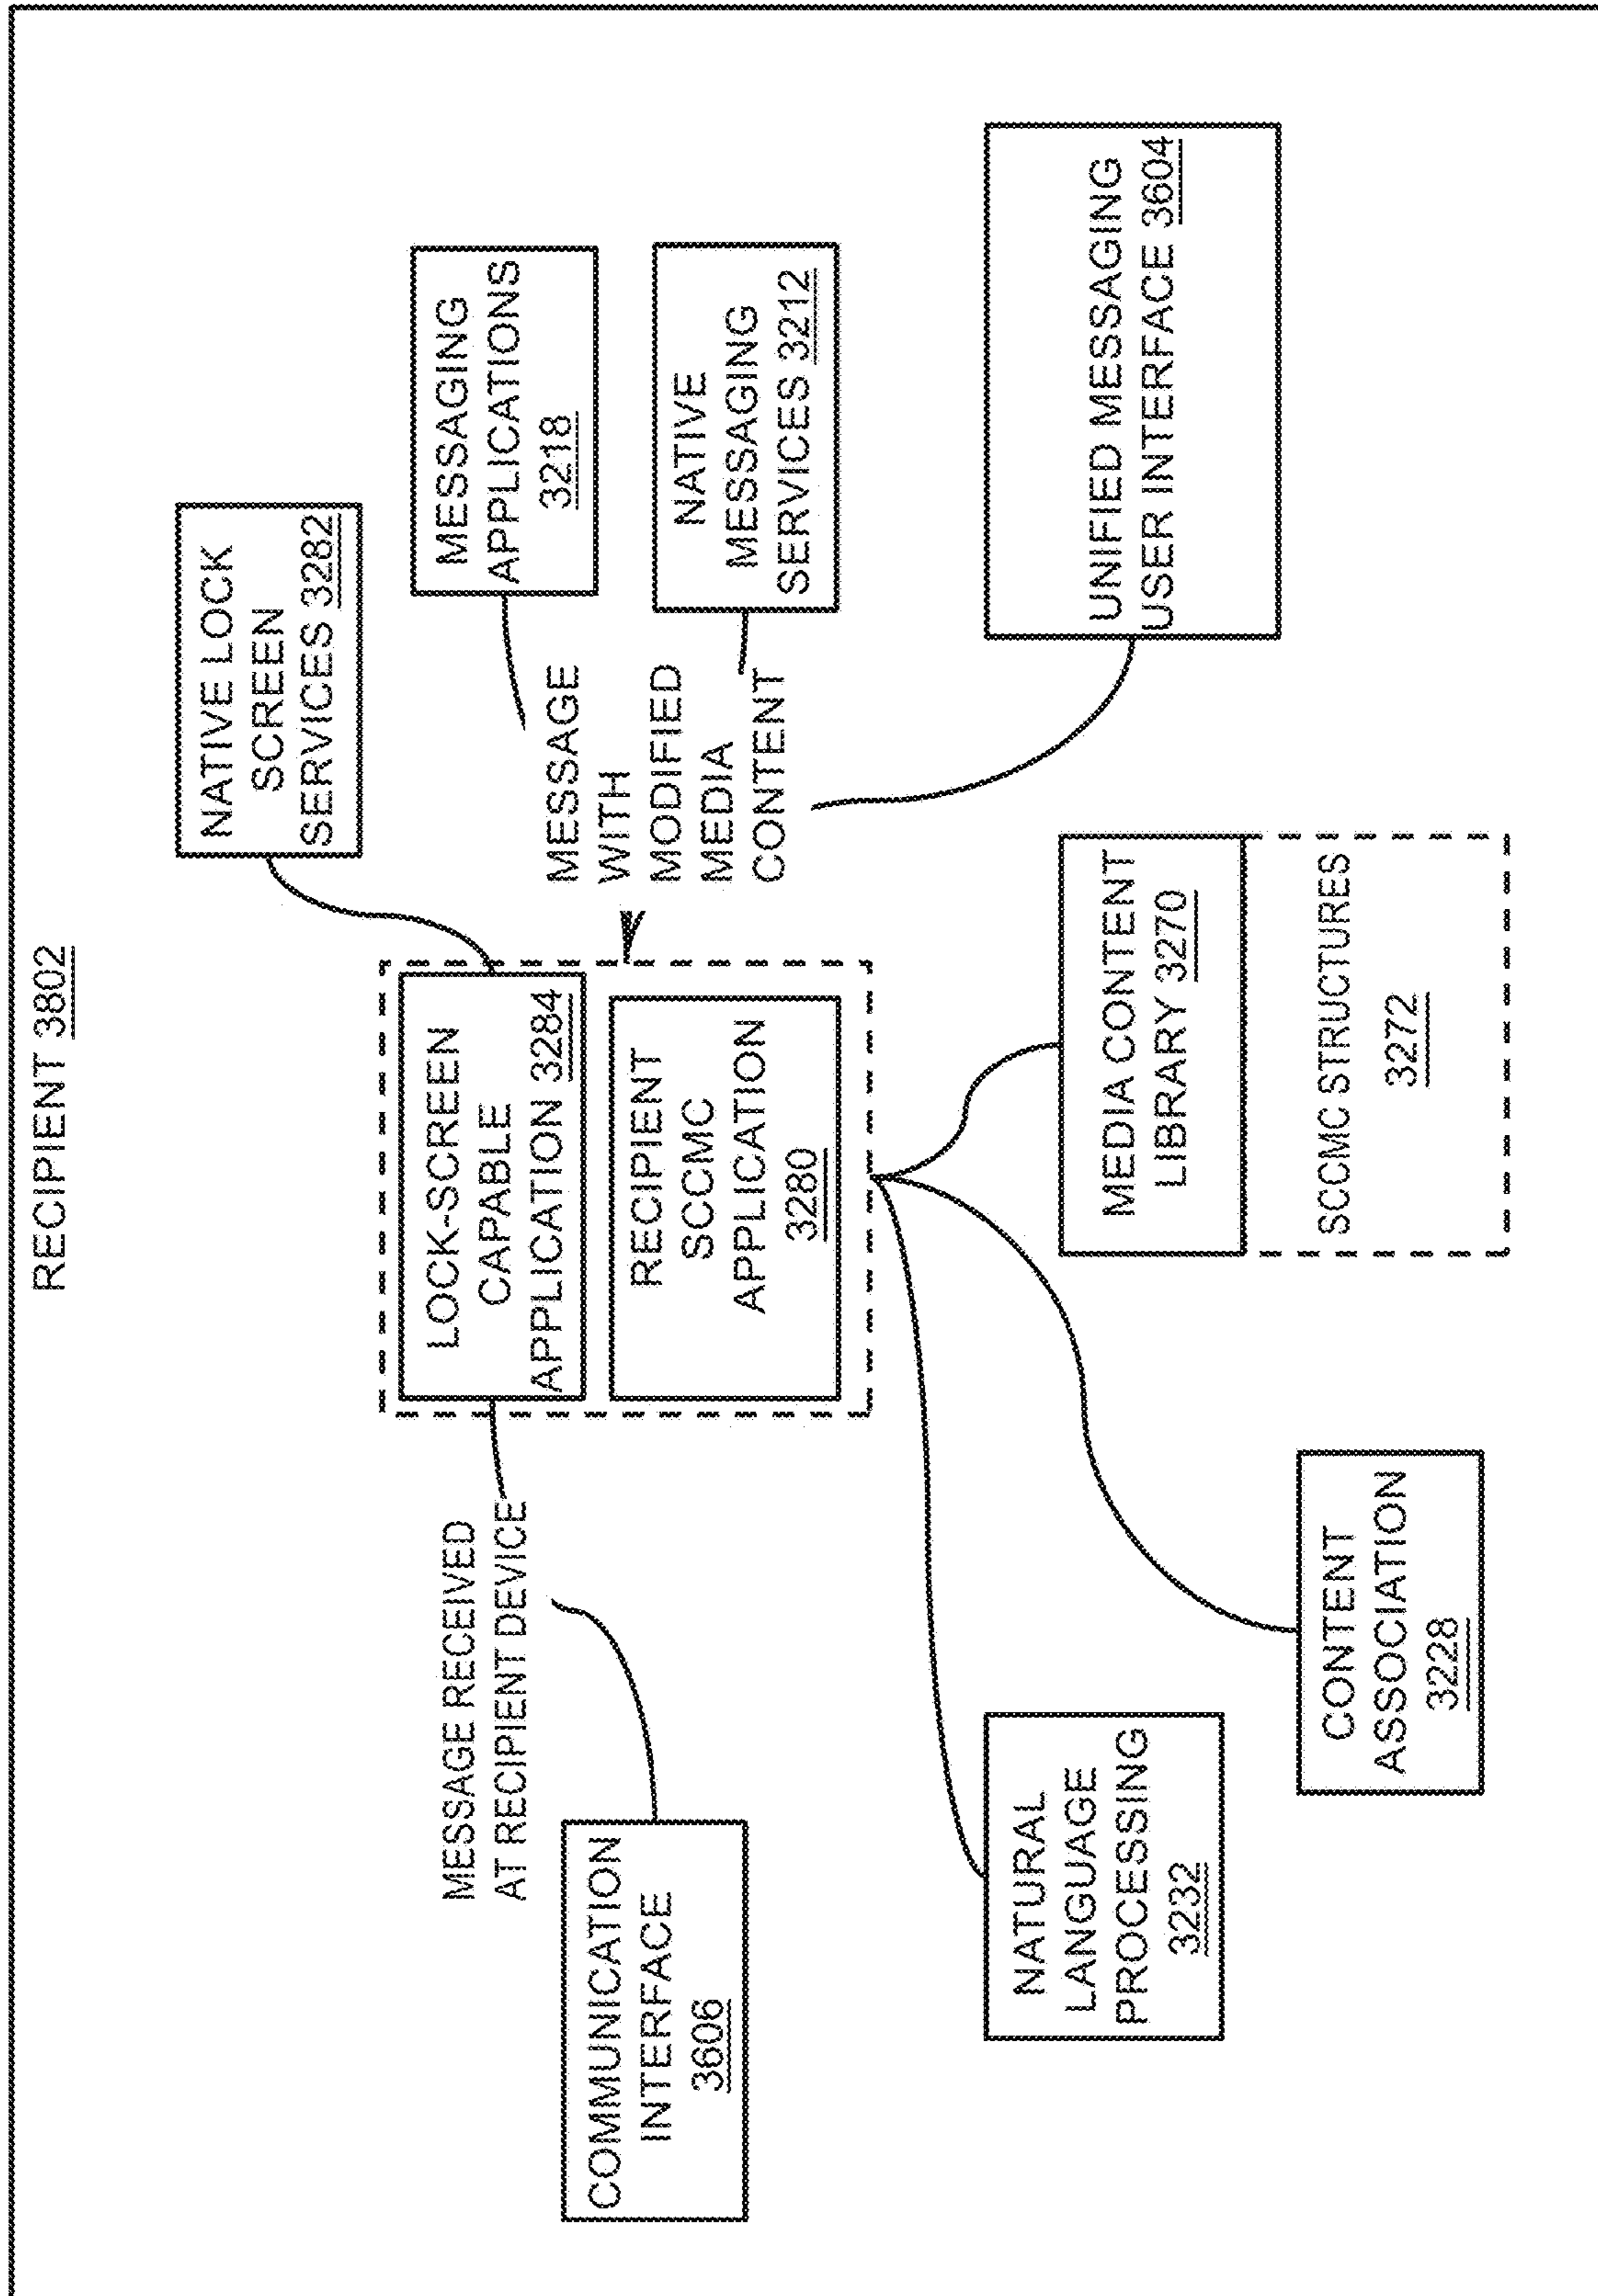 RECIPIENT 3802
NATIVE LOCK
SCREEN
SERVICES 3282
MESSAGE RECEIVED
AT RECIPIENT DEVICE
LOCK-SCREEN
CAPABLE
APPLICATION 3284
MESSAGING
APPLICATIONS
3218
COMMUNICATION
INTERFACE
3606
RECIPIENT
SCCMC
APPLICATION
3280
MESSAGE
WITH
MODIFIED
MEDIA
CONTENT
NATIVE
MESSAGING
SERVICES 3212
NATURAL
LANGUAGE
PROCESSING
3232
CONTENT
ASSOCIATION
3228
MEDIA CONTENT
LIBRARY 3270
SCCMC STRUCTURES
3272
UNIFIED MESSAGING
USER INTERFACE 3604